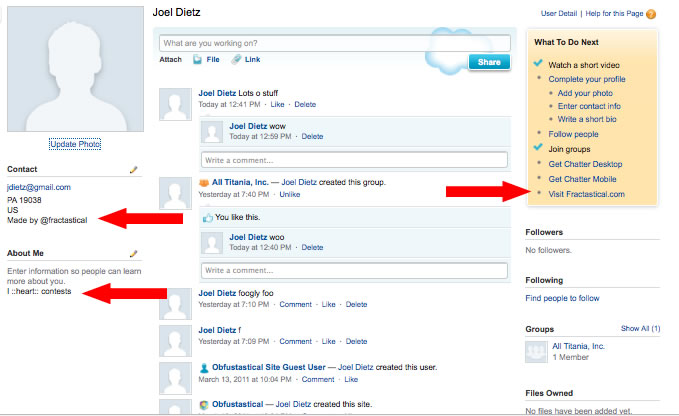 Joel Dietz
User Detail | Help for this Page ?
Update Photo
Contact
jdietz@gmail.com
PA 19038
US
Made by @fractastical
About Me
Enter information so people can learn
more about you.
I ::heart:: contests
What are you working on?
Attach File Link
Share
Joel Dietz Lots o stuff
Today at 12:41 PM · Like · Delete
Joel Dietz wow
Today at 12:59 PM · Delete
Write a comment...
All Titania, Inc. — Joel Dietz created this group.
Yesterday at 7:40 PM · Unlike
You like this.
Joel Dietz woo
Today at 12:40 PM · Delete
Write a comment...
Joel Dietz foogly foo
Yesterday at 7:10 PM · Comment · Like · Delete
Joel Dietz f
Yesterday at 7:09 PM · Comment · Like · Delete
Obfustastical Site Guest User — Joel Dietz created this user.
March 13, 2011 at 10:04 PM · Comment · Like
Obfustastical — Joel Dietz created this site.
What To Do Next
Watch a short video
Complete your profile
Add your photo
Enter contact info
Write a short bio
Follow people
Join groups
Get Chatter Desktop
Get Chatter Mobile
Visit Fractastical.com
Followers
No followers.
Following
Find people to follow
Groups Show All (1)
All Titania, Inc.
1 Member
Files Owned
No files have been added yet.